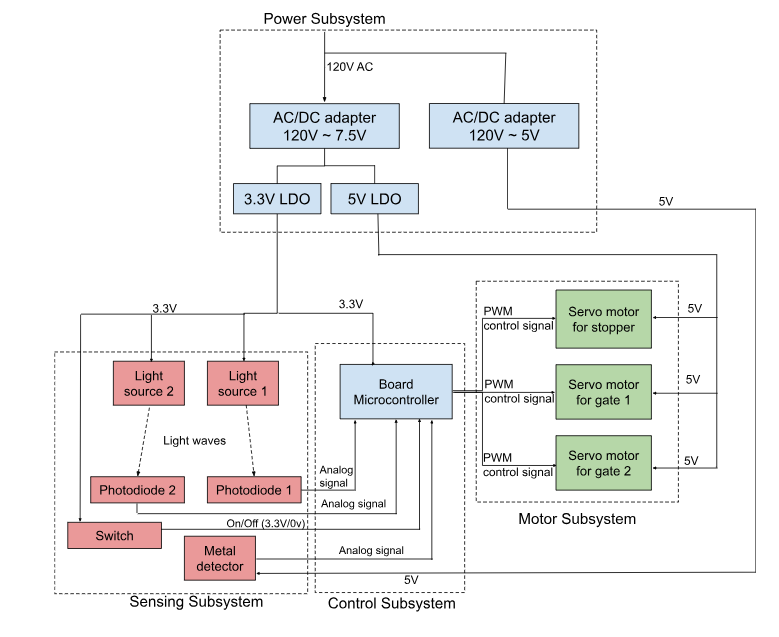 Power Subsystem
120V AC
AC/DC adapter
120V ~ 7.5V
AC/DC adapter
120V ~ 5V
3.3V LDO
5V LDO
5V
3.3V
3.3V
PWM
control signal
Servo motor
for stopper
5V
Light
source 2
Light
source 1
Board
Microcontroller
PWM
control signal
Servo motor
for gate 1
5V
Light waves
PWM
control signal
Servo motor
for gate 2
5V
Analog
signal
Photodiode 2
Photodiode 1
Analog signal
Motor Subsystem
On/Off (3.3V/0v)
Switch
Metal
detector
Analog signal
5V
Sensing Subsystem
Control Subsystem